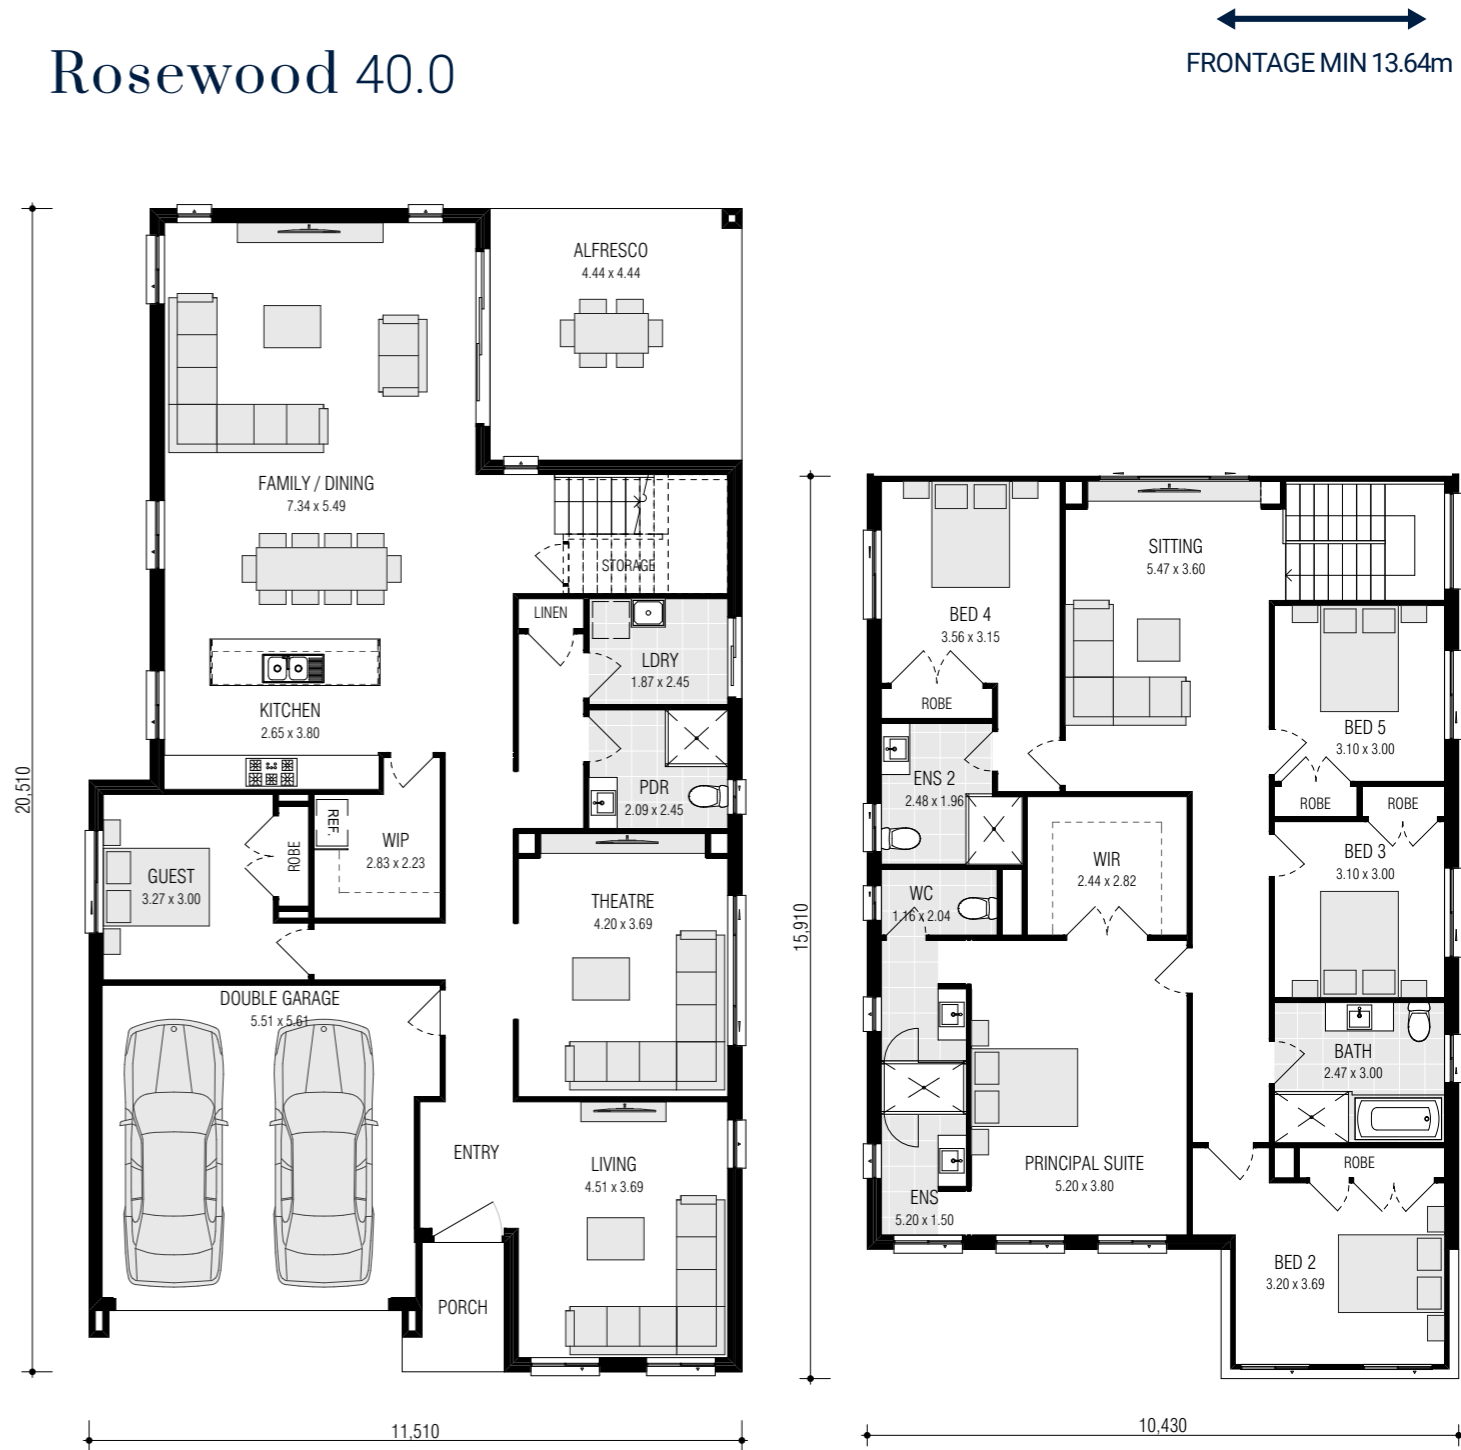 Rosewood 40.0
FRONTAGE MIN 13.64m
ALFRESCO
4.44 x 4.44
FAMILY / DINING
7.34 x 5.49
STORAGE
LINEN
LDRY
1.87 x 2.45
KITCHEN
2.65 x 3.80
PDR
2.09 x 2.45
20,510
REF.
WIP
2.83 x 2.23
ROBE
GUEST
3.27 x 3.00
THEATRE
4.20 x 3.69
DOUBLE GARAGE
5.51 x 5.61
ENTRY
LIVING
4.51 x 3.69
PORCH
11,510
SITTING
5.47 x 3.60
BED 4
3.56 x 3.15
ROBE
BED 5
3.10 x 3.00
ENS 2
2.48 x 1.96
ROBE
ROBE
WIR
2.44 x 2.82
BED 3
3.10 x 3.00
WC
1.16 x 2.04
15,910
BATH
2.47 x 3.00
PRINCIPAL SUITE
5.20 x 3.80
ROBE
ENS
5.20 x 1.50
BED 2
3.20 x 3.69
10,430